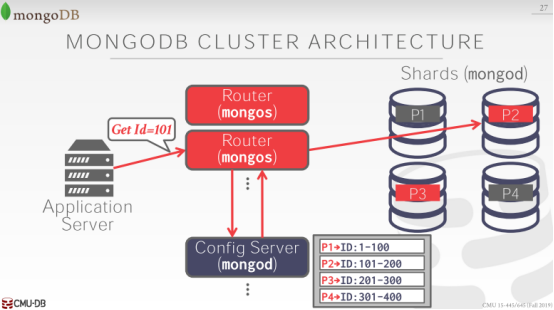 mongoDB
27
MONGODB CLUSTER ARCHITECTURE
Shards (mongod)
Router
(mongos)
P1
P2
Get Id=101
Router
(mongos)
P3
P4
Application
Server
Config Server
(mongod)
P1→ID:1-100
P2→ID:101-200
P3→ID:201-300
P4→ID:301-400
CMU·DB
CMU 15-445/645 (Fall 2019)